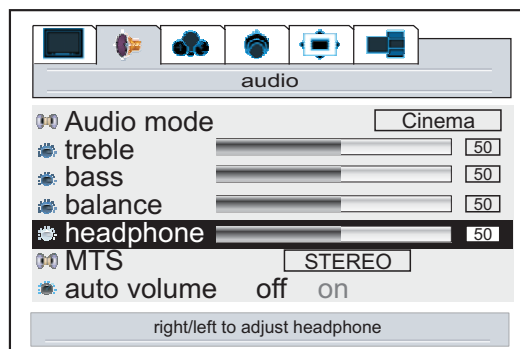 audio
Audio mode Cinema
treble 50
bass 50
balance 50
headphone 50
MTS STEREO
auto volume off on
right/left to adjust headphone